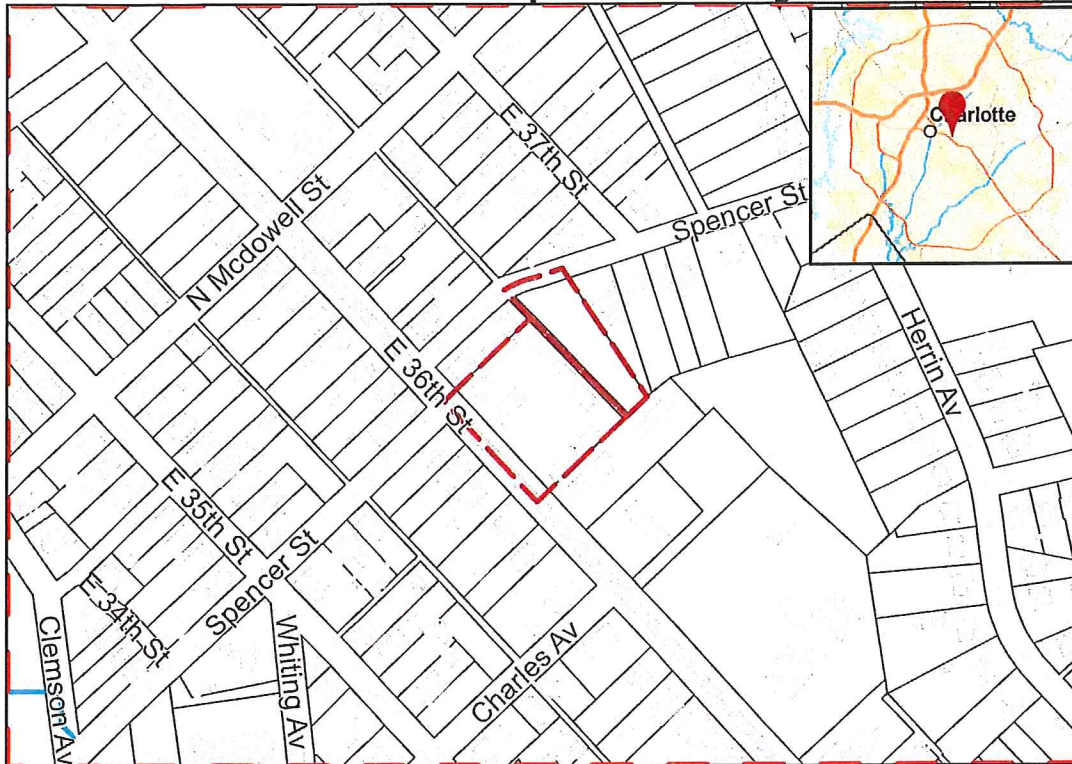 E 37th St
Charlotte
N Mcdowell St
Spencer St
E 36th St
Herrin Av
E 35th St
Spencer St
E 34th St
Clemson Av
Whiting Av
Charles Av